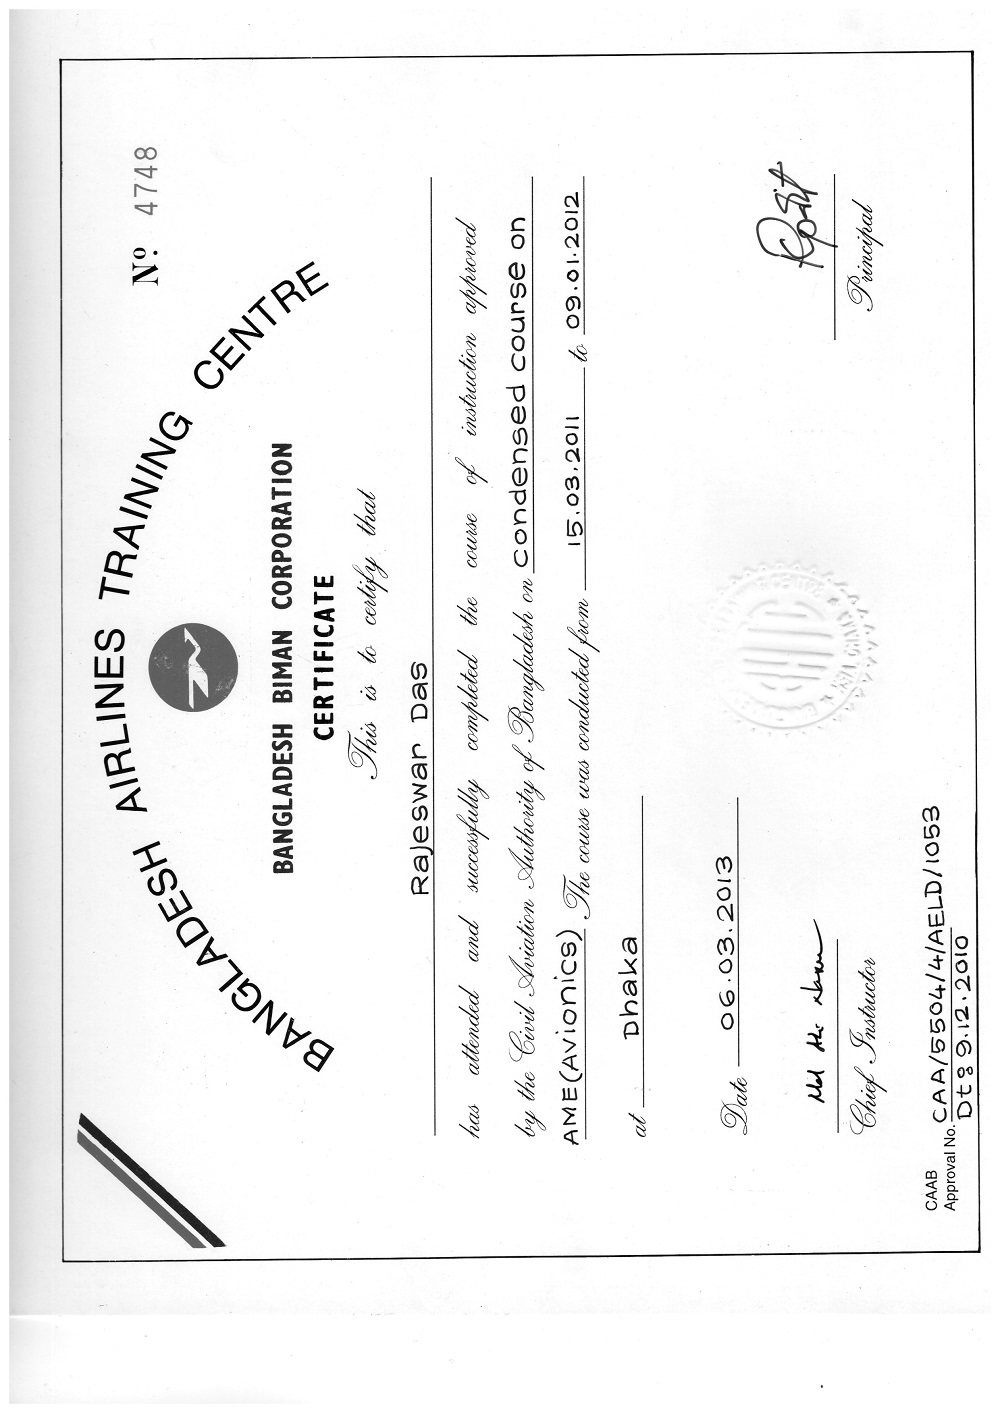 Nº 4748
BANGLADESH AIRLINES TRAINING CENTRE
BANGLADESH BIMAN CORPORATION
CERTIFICATE
This is to certify that
Rajeswar Das
has attended and successfully completed the course of instruction approved
by the Civil Aviation Authority of Bangladesh on condensed course on
AME(Avionics). The course was conducted from 15.03.2011 to 09.01.2012
at Dhaka
Date 06.03.2013
Chief Instructor
Principal
CAAB
Approval No. CAA/5504/4/AELD/1053
Dt: 9.12.2010